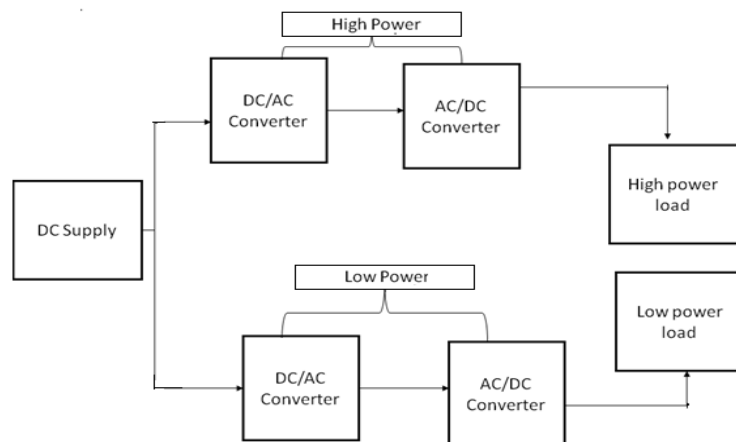 High Power
DC/AC
Converter
AC/DC
Converter
High power
load
DC Supply
Low Power
Low power
load
DC/AC
Converter
AC/DC
Converter